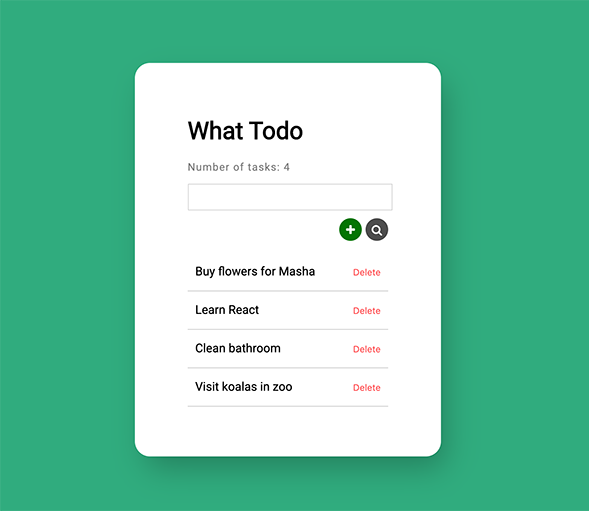 What Todo
Number of tasks: 4
Buy flowers for Masha Delete
Learn React Delete
Clean bathroom Delete
Visit koalas in zoo Delete